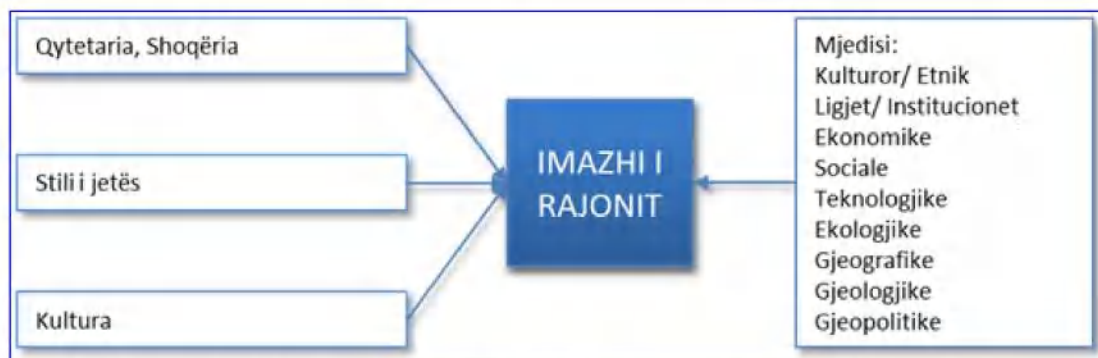 Qytetaria, Shoqëria
Stili i jetës
Kultura
IMAZHI I
RAJONIT
Mjedisi:
Kulturor/ Etnik
Ligjet/ Institucionet
Ekonomike
Sociale
Teknologjike
Ekologjike
Gjeografike
Gjeologjike
Gjeopolitike